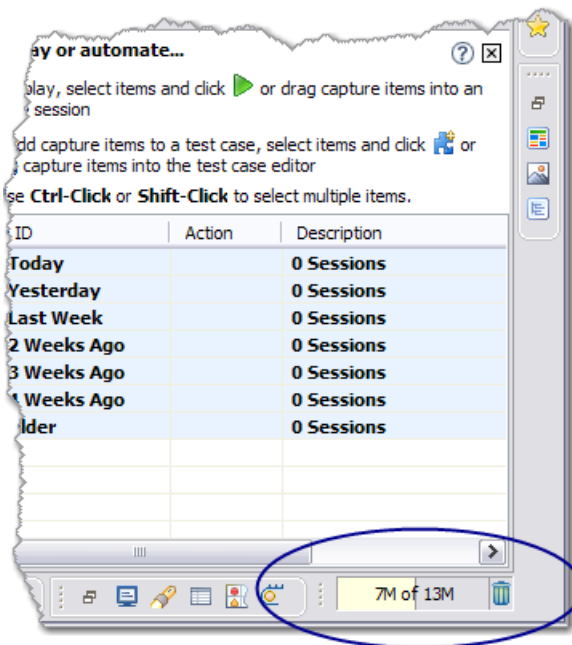 ay or automate...
play, select items and click or drag capture items into an
session
dd capture items to a test case, select items and click or
capture items into the test case editor
se Ctrl-Click or Shift-Click to select multiple items.
ID Action Description
Today 0 Sessions
Yesterday 0 Sessions
Last Week 0 Sessions
2 Weeks Ago 0 Sessions
3 Weeks Ago 0 Sessions
4 Weeks Ago 0 Sessions
lder 0 Sessions
7M of 13M